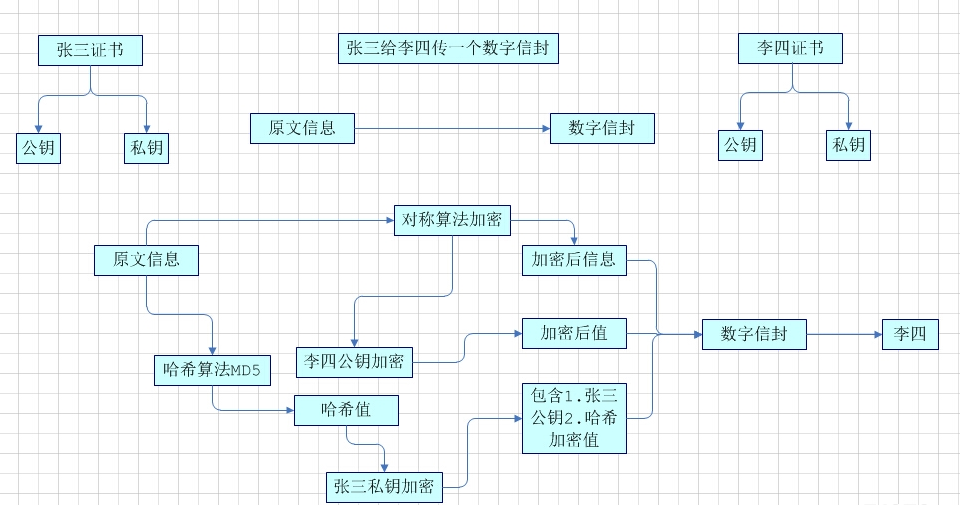 张三证书
张三给李四传一个数字信封
李四证书
公钥
私钥
原文信息
数字信封
公钥
私钥
对称算法加密
原文信息
加密后信息
李四公钥加密
加密后值
数字信封
李四
哈希算法MD5
哈希值
包含1.张三
公钥2.哈希
加密值
张三私钥加密